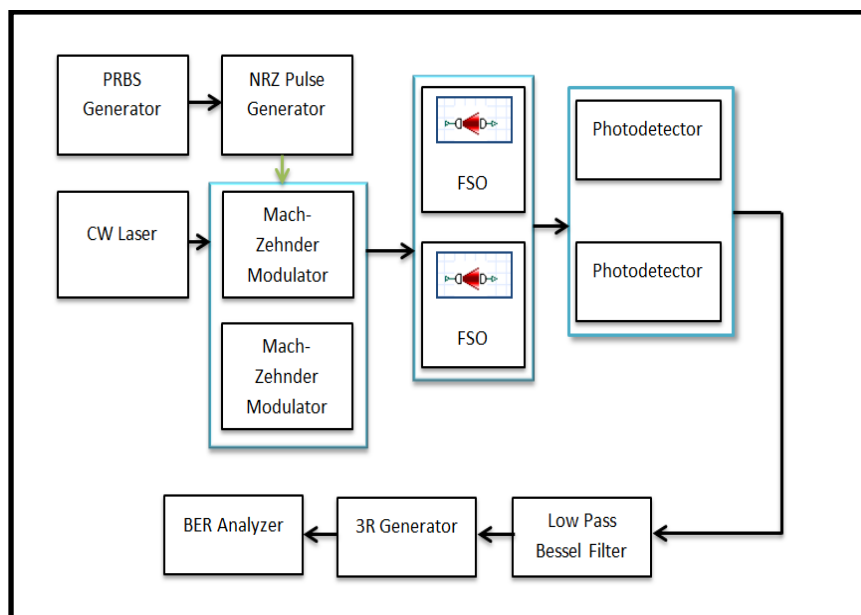 PRBS
Generator
NRZ Pulse
Generator
CW Laser
Mach-
Zehnder
Modulator
Mach-
Zehnder
Modulator
FSO
FSO
Photodetector
Photodetector
BER Analyzer
3R Generator
Low Pass
Bessel Filter